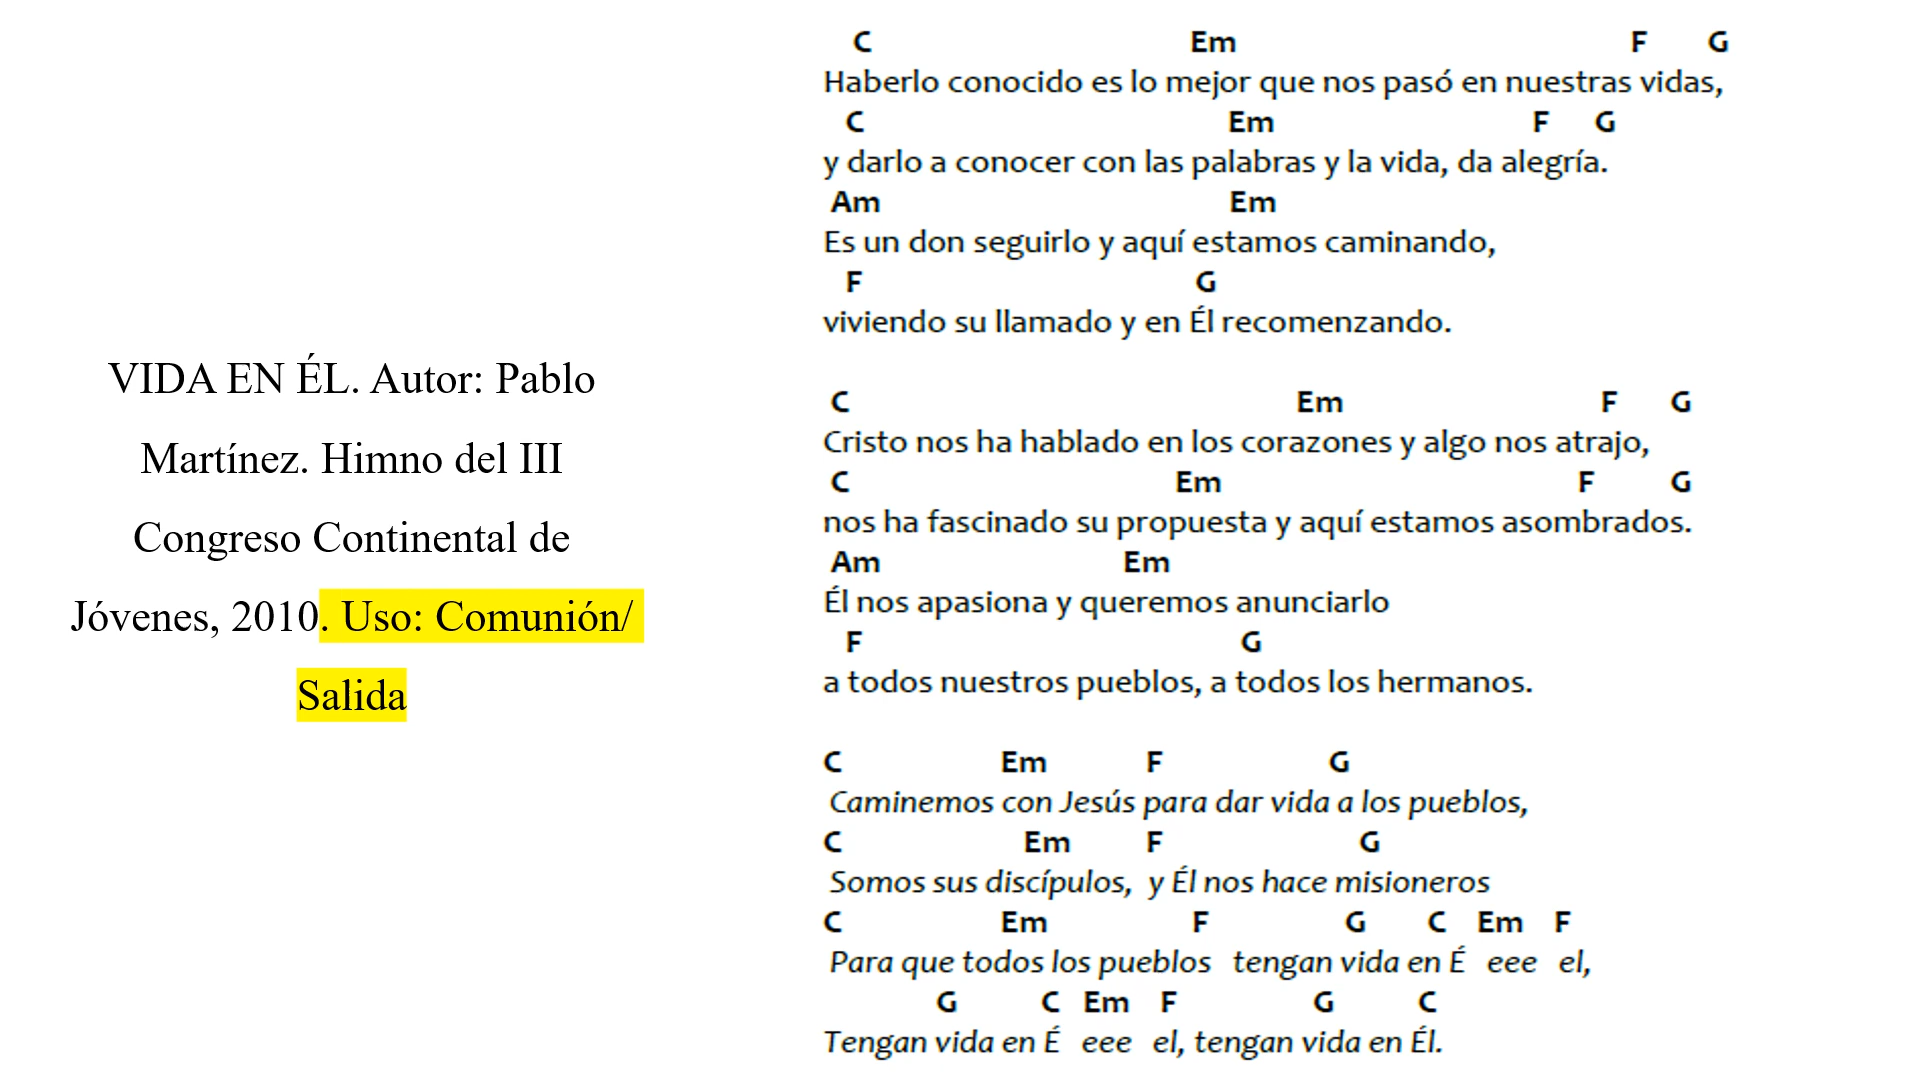 VIDA EN ÉL. Autor: Pablo
Martínez. Himno del III
Congreso Continental de
Jóvenes, 2010. Uso: Comunión/
Salida
C Em F G
Haberlo conocido es lo mejor que nos pasó en nuestras vidas,
C Em F G
y darlo a conocer con las palabras y la vida, da alegría.
Am Em
Es un don seguirlo y aquí estamos caminando,
F G
viviendo su llamado y en Él recomenzando.
C Em F G
Cristo nos ha hablado en los corazones y algo nos atrajo,
C Em F G
nos ha fascinado su propuesta y aquí estamos asombrados.
Am Em
Él nos apasiona y queremos anunciarlo
F G
a todos nuestros pueblos, a todos los hermanos.
C Em F G
Caminemos con Jesús para dar vida a los pueblos,
C Em F G
Somos sus discípulos, y Él nos hace misioneros
C Em F G C Em F
Para que todos los pueblos tengan vida en É eee el,
G C Em F G C
Tengan vida en É eee el, tengan vida en Él.